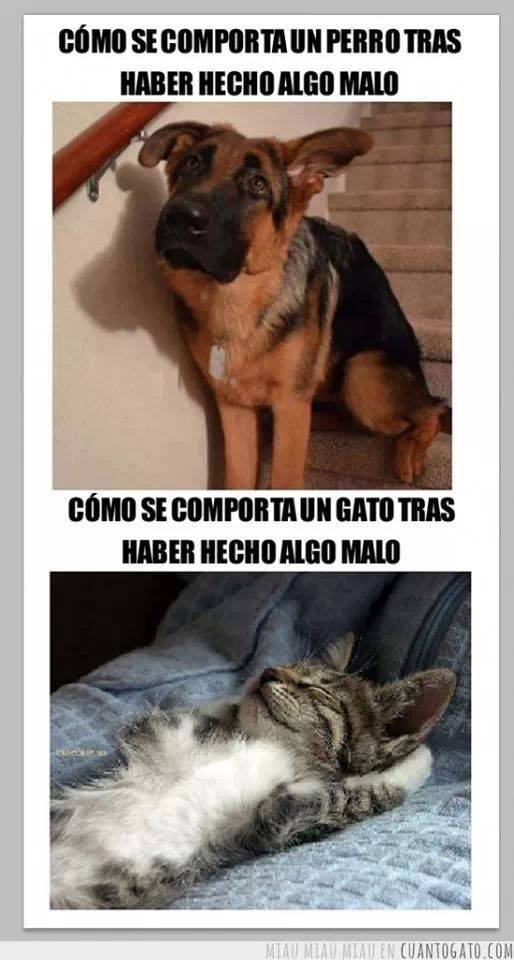 CÓMO SE COMPORTA UN PERRO TRAS
HABER HECHO ALGO MALO
CÓMO SE COMPORTA UN GATO TRAS
HABER HECHO ALGO MALO
MIAU MIAU MIAU EN CUANTOGATO.COM